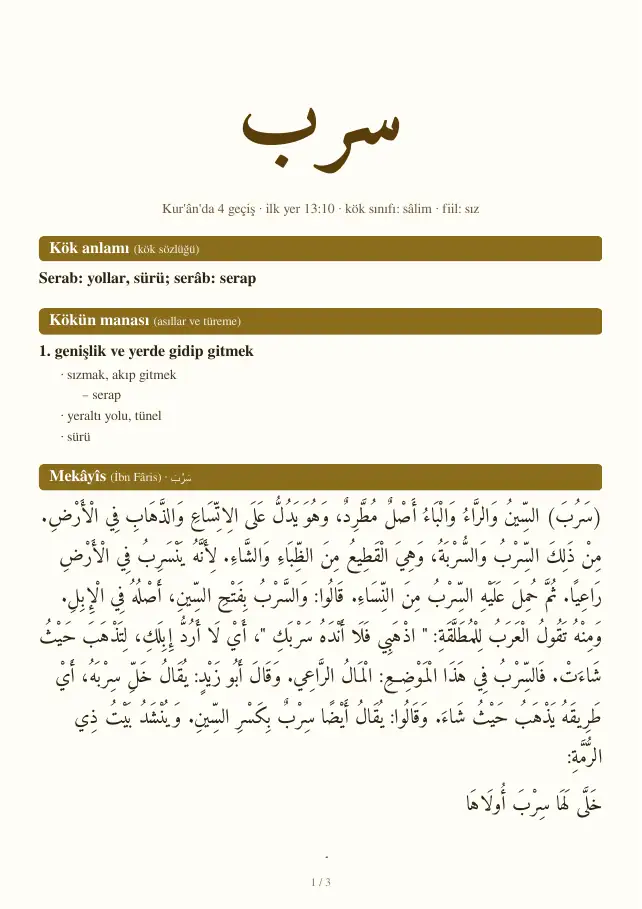 سرب
Kur'ân'da 4 geçiş · ilk yer 13:10 · kök sınıfı: sâlim · fiil: sız
Kök anlamı (kök sözlüğü)
Serab: yollar, sürü; serâb: serap
Kökün manası (asıllar ve türeme)
1. genişlik ve yerde gidip gitmek
· sızmak, akıp gitmek
– serap
· yeraltı yolu, tünel
· sürü
Mekâyîs (İbn Fâris) · سَرُبَ
(سَرُبَ) السِّينُ وَالرَّاءُ وَالْبَاءُ أَصْلٌ مُطَّرِدٌ، وَهُوَ يَدُلُّ عَلَى الِاتِّسَاعِ وَالذَّهَابِ فِي الْأَرْضِ.
مِنْ ذَلِكَ السِّرْبُ وَالسُّرْبَةُ، وَهِيَ الْقَطِيعُ مِنَ الظِّبَاءِ وَالشَّاءِ. لِأَنَّهُ يَنْسَرِبُ فِي الْأَرْضِ
رَاعِيًا. ثُمَّ حُمِلَ عَلَيْهِ السِّرْبُ مِنَ النِّسَاءِ. قَالُوا: وَالسَّرْبُ بِفَتْحِ السِّينِ، أَصْلُهُ فِي الْإِبِلِ.
وَمِنْهُ تَقُولُ الْعَرَبُ لِلْمُطَلَّقَةِ: " اذْهَبِي فَلَا أَنْدَهُ سَرْبَكِ "، أَيْ لَا أَرُدُّ إِبِلَكِ، لِتَذْهَبَ حَيْثُ
شَاءَتْ. فَالسِّرْبُ فِي هَذَا الْمَوْضِعِ: الْمَالُ الرَّاعِي. وَقَالَ أَبُو زَيْدٍ: يُقَالُ خَلِّ سِرْبَهُ، أَيْ
طَرِيقَهُ يَذْهَبُ حَيْثُ شَاءَ. وَقَالُوا: يُقَالُ أَيْضًا سِرْبٌ بِكَسْرِ السِّينِ. وَيُنْشَدُ بَيْتُ ذِي
الرُّمَّةِ:
خَلَّى لَهَا سِرْبَ أُولَاهَا
.
1 / 3